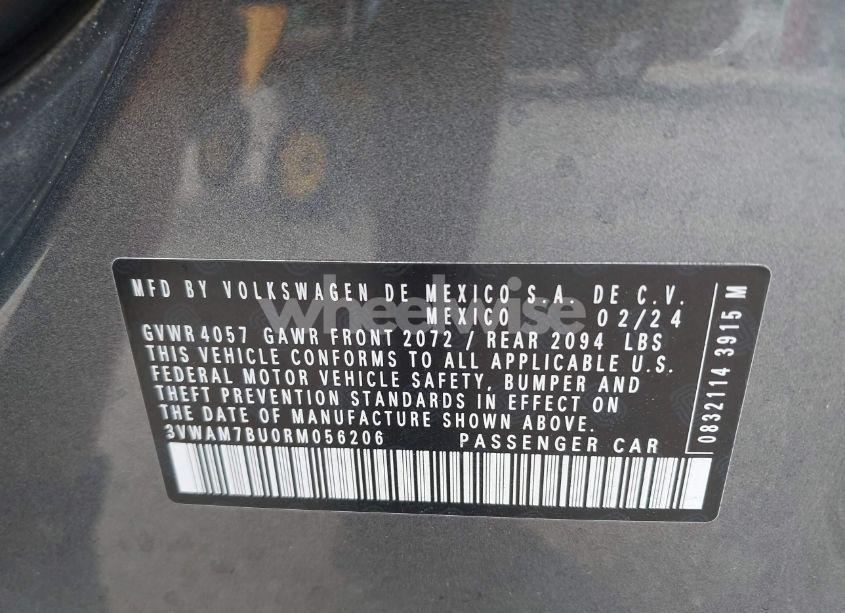 MFD BY VOLKSWAGEN DE MEXICO S.A. DE C.V.
MEXICO 02/24
GVWR 4057 GAWR FRONT 2072 / REAR 2094 LBS
THIS VEHICLE CONFORMS TO ALL APPLICABLE U.S.
FEDERAL MOTOR VEHICLE SAFETY, BUMPER AND
THEFT PREVENTION STANDARDS IN EFFECT ON
THE DATE OF MANUFACTURE SHOWN ABOVE.
3VWAM7BU0RM056206 PASSENGER CAR
0832114 3915 M
wheelwise